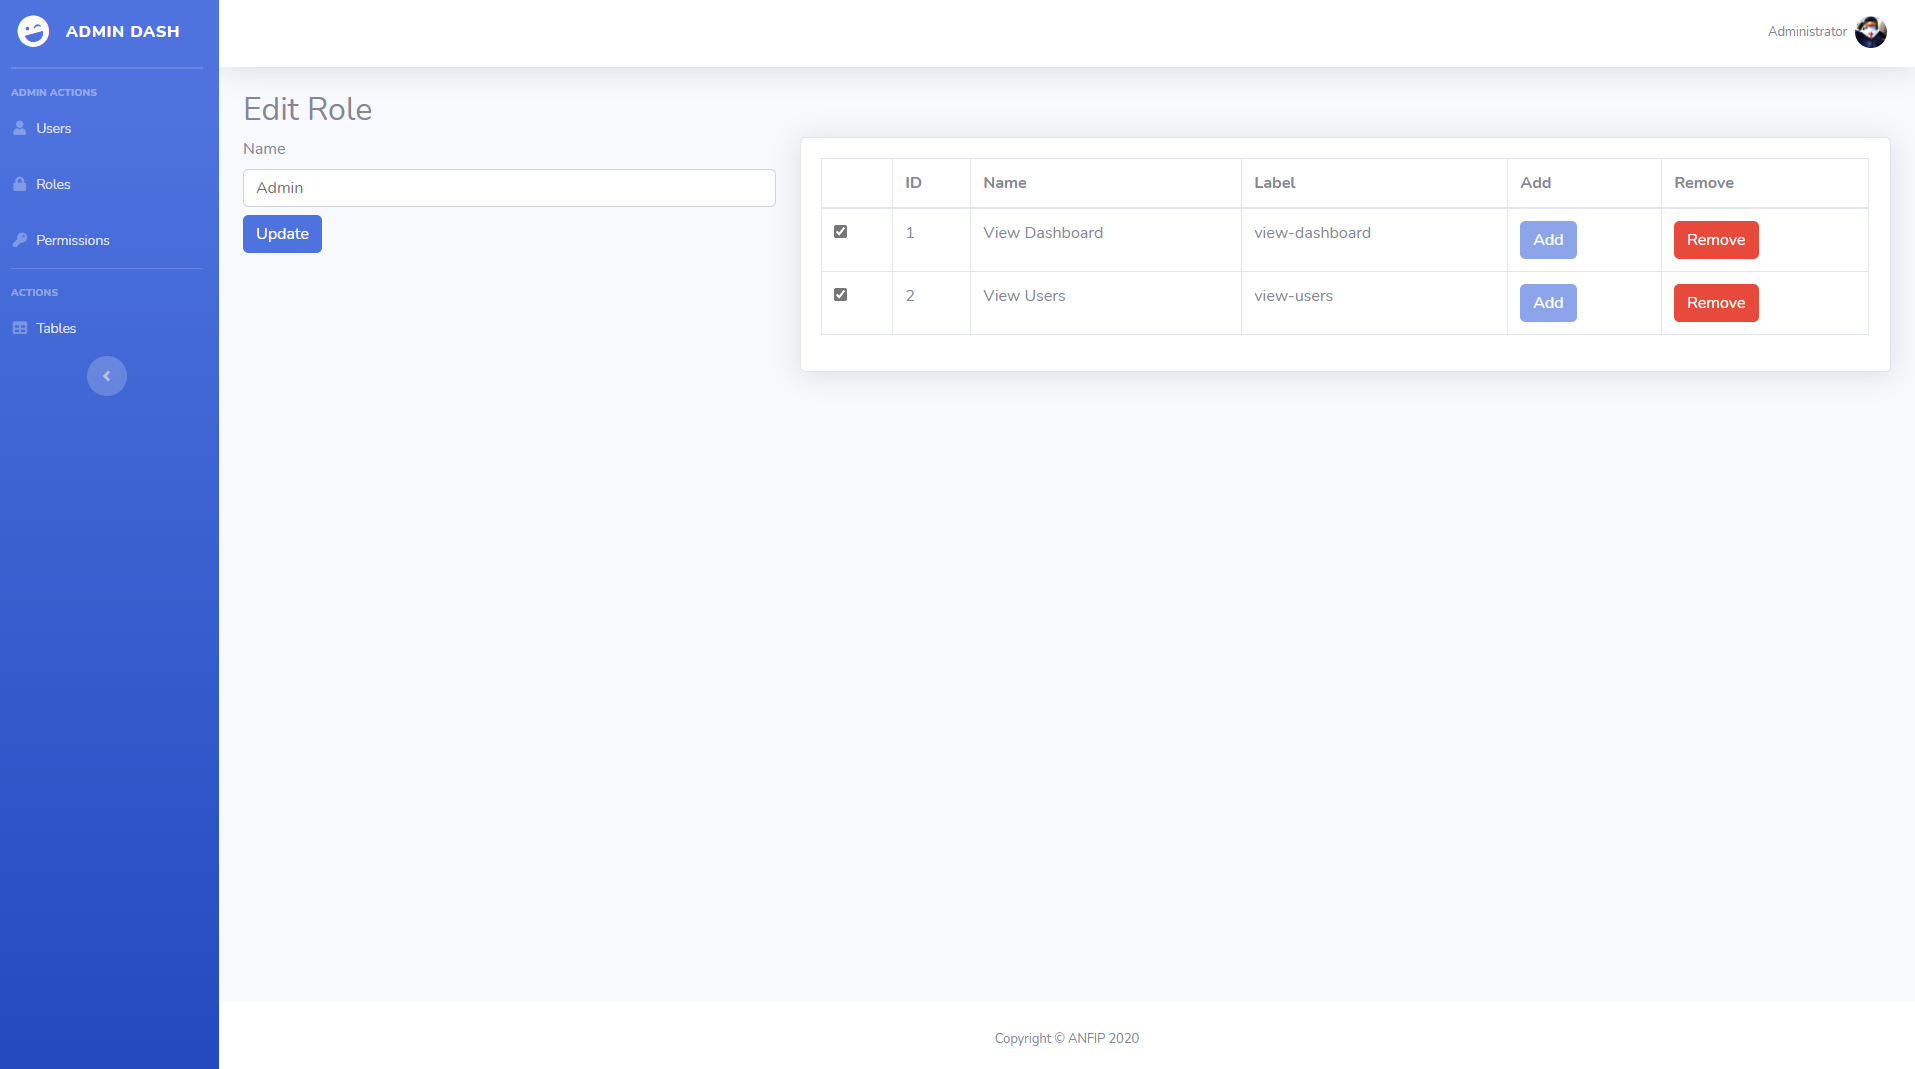 ADMIN DASH
Administrator
ADMIN ACTIONS
Users
Roles
Permissions
ACTIONS
Tables
Edit Role
Name
Admin
Update
ID Name Label Add Remove
1 View Dashboard view-dashboard Add Remove
2 View Users view-users Add Remove
Copyright © ANFIP 2020